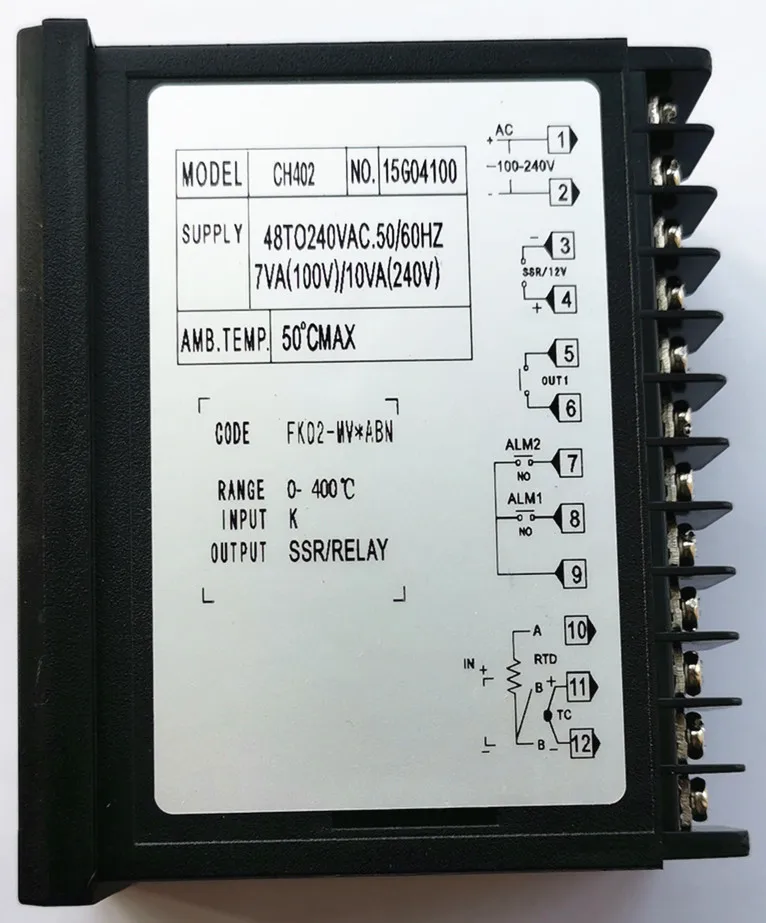 MODEL CH402 NO. 15G04100
SUPPLY 48TO240VAC.50/60HZ
7VA(100V)/10VA(240V)
AMB.TEMP. 50°CMAX
CODE FK02-MV*ABN
RANGE 0- 400℃
INPUT K
OUTPUT SSR/RELAY
+ AC 1
100-240V
- 2
- 3
SSR/12V
+ 4
5
OUT1
6
ALM2 7
NO
ALM1 8
NO
9
A 10
IN + RTD
B + 11
TC
B - 12